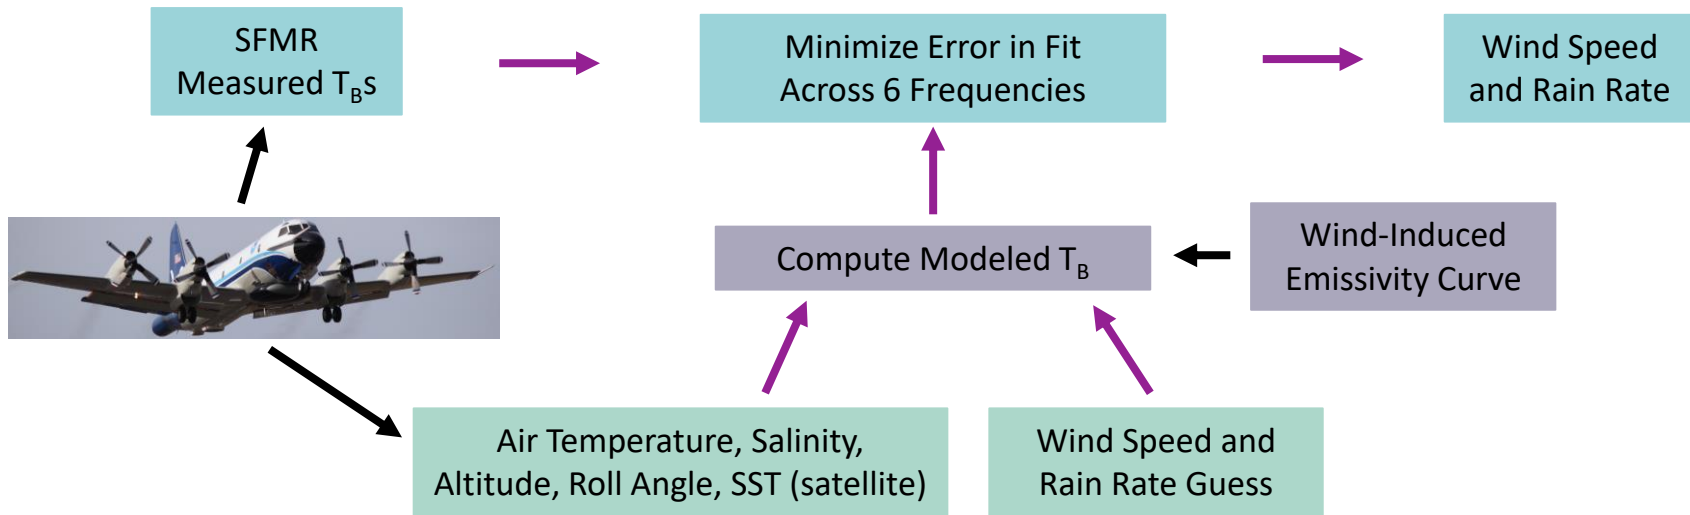 SFMR
Measured TBs
Minimize Error in Fit
Across 6 Frequencies
Wind Speed
and Rain Rate
Compute Modeled TB
Wind-Induced
Emissivity Curve
Air Temperature, Salinity,
Altitude, Roll Angle, SST (satellite)
Wind Speed and
Rain Rate Guess